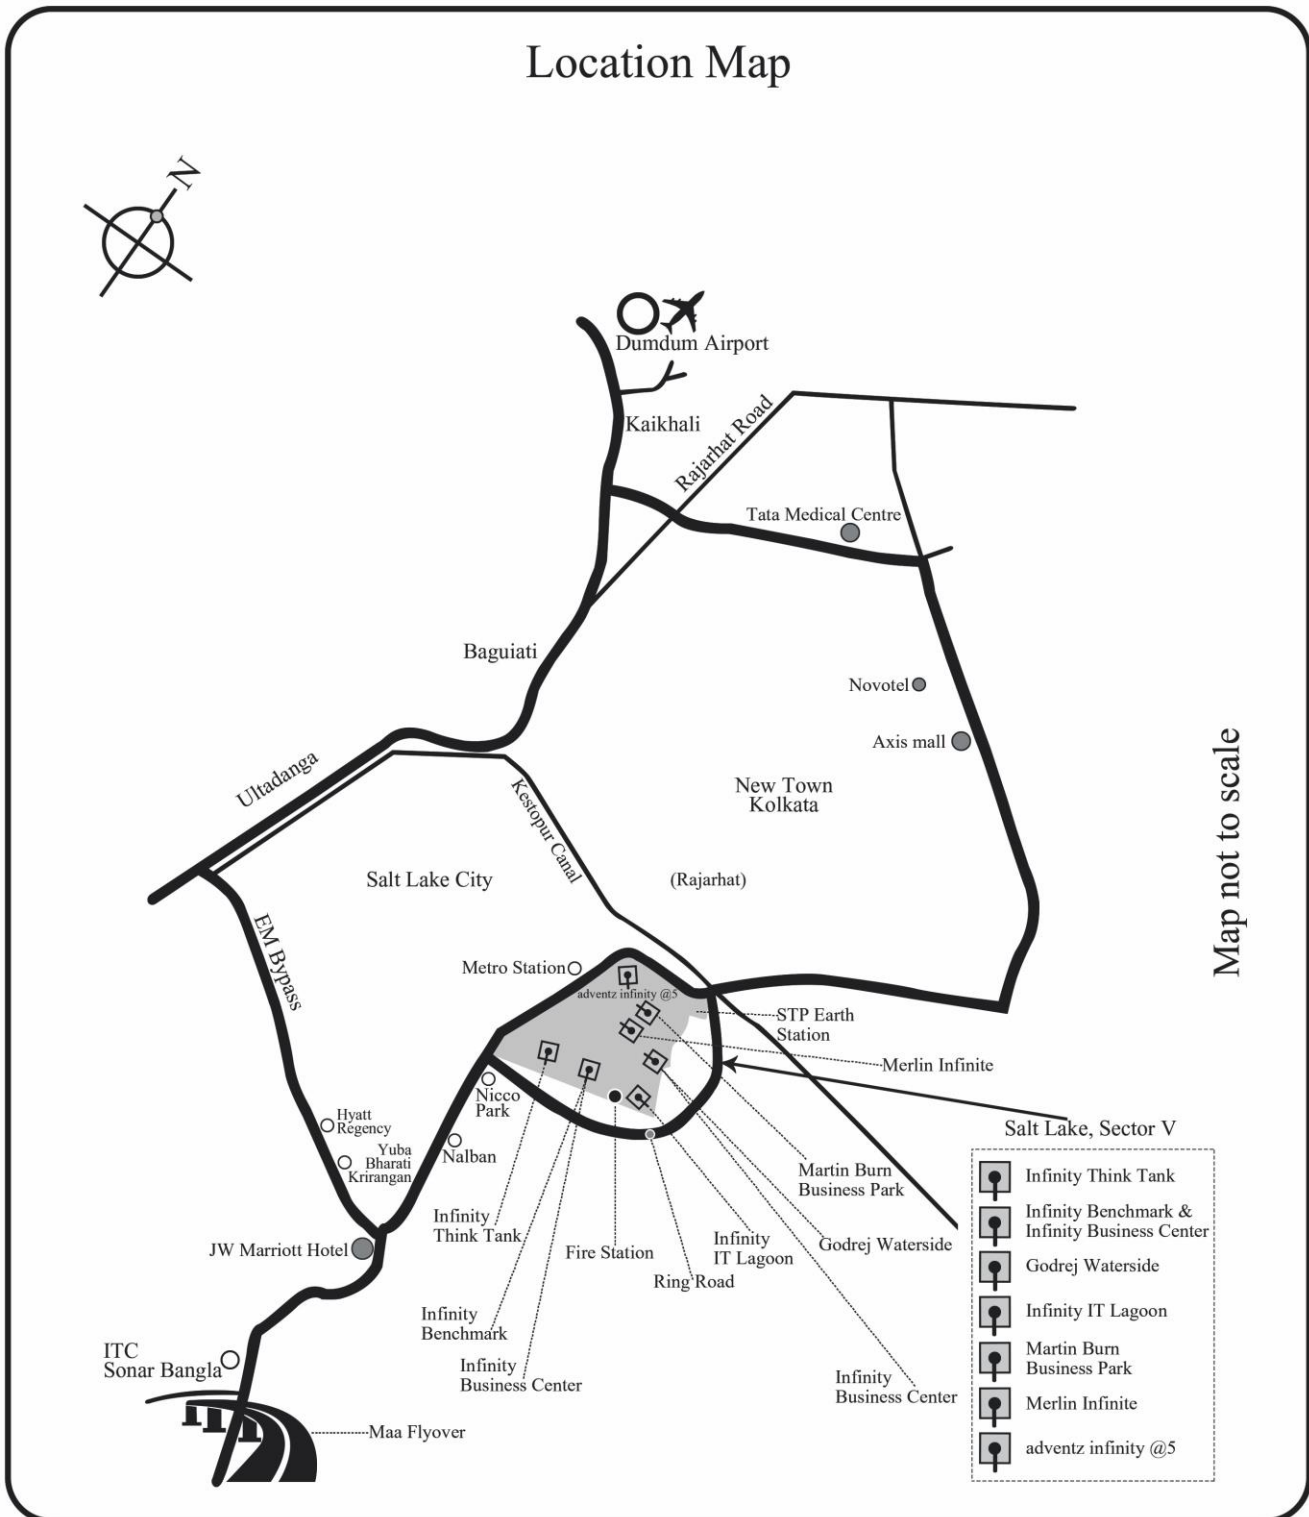 Location Map
N
Dumdum Airport
Kaikhali
Rajarhat Road
Tata Medical Centre
Baguiati
Novotel
Axis mall
Ultadanga
New Town
Kolkata
Kestopur Canal
Map not to scale
Salt Lake City
(Rajarhat)
EM Bypass
Metro Station
adventz infinity @5
STP Earth
Station
Merlin Infinite
Nicco
Park
Hyatt
Regency
Yuba
Bharati
Krirangan
Nalban
Salt Lake, Sector V
Martin Burn
Business Park
Infinity
Think Tank
Fire Station
Infinity
IT Lagoon
Godrej Waterside
Ring Road
JW Marriott Hotel
Infinity
Benchmark
Infinity
Business Center
Infinity
Business Center
ITC
Sonar Bangla
Maa Flyover
Infinity Think Tank
Infinity Benchmark &
Infinity Business Center
Godrej Waterside
Infinity IT Lagoon
Martin Burn
Business Park
Merlin Infinite
adventz infinity @5